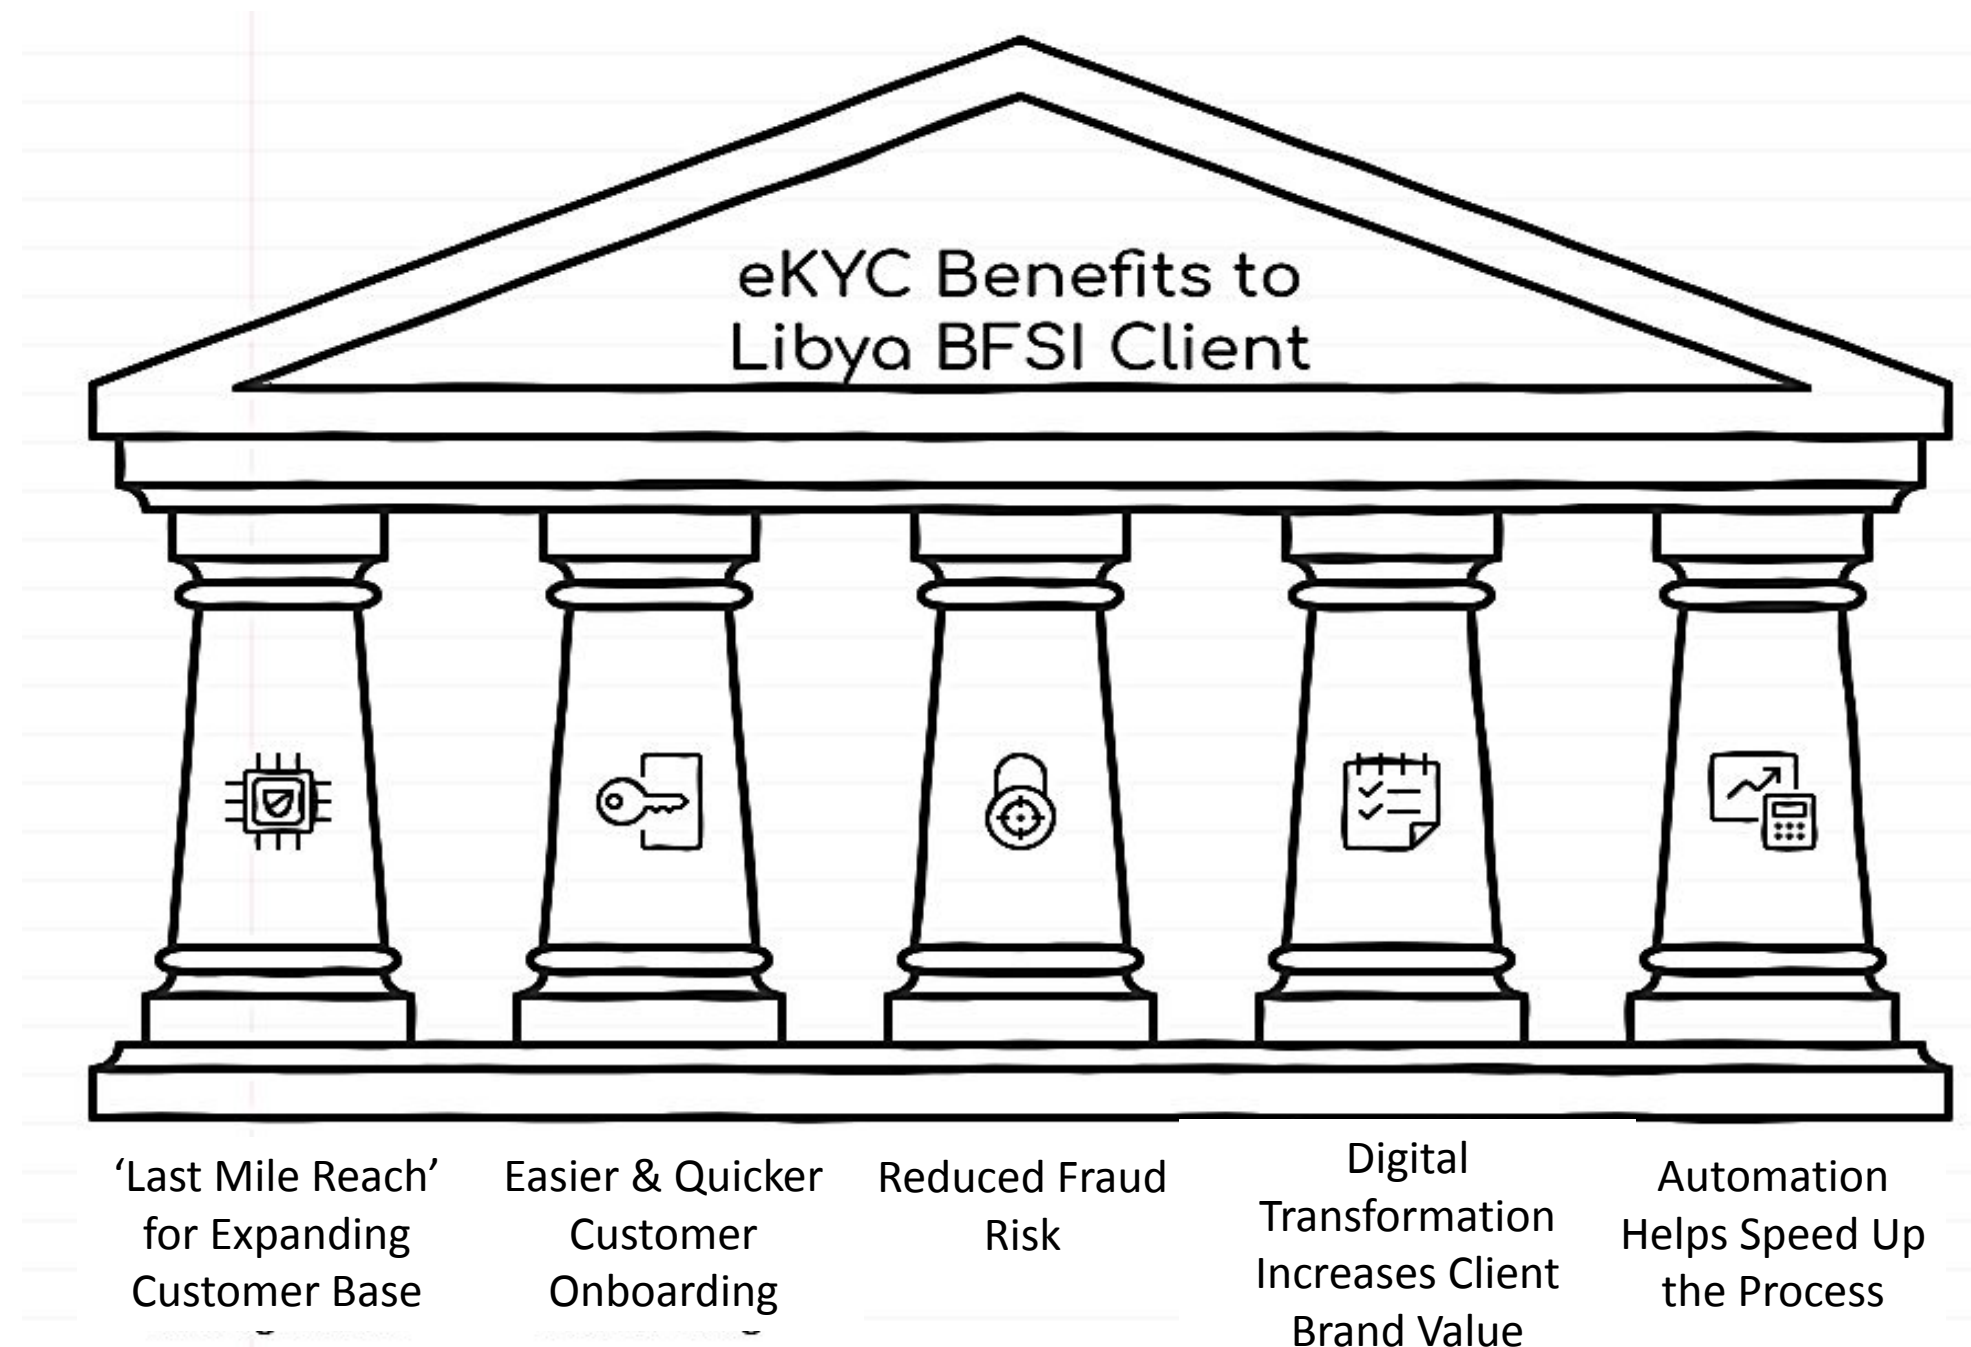 eKYC Benefits to
Libya BFSI Client
‘Last Mile Reach’
for Expanding
Customer Base
Easier & Quicker
Customer
Onboarding
Reduced Fraud
Risk
Digital
Transformation
Increases Client
Brand Value
Automation
Helps Speed Up
the Process